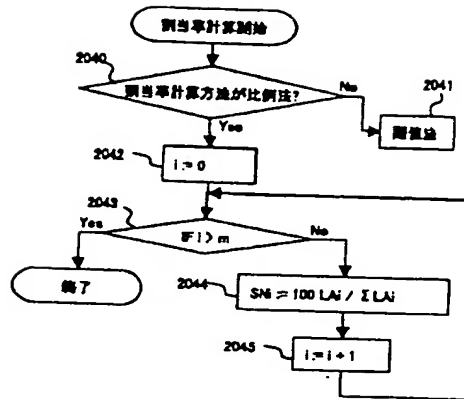 割当率計算開始
2040
割当率計算方法が比例法?
No
2041
閾値法
Yes
2042
i := 0
2043
Yes
IF i > m
No
終了
2044
SNi := 100 LAi / Σ LAi
2045
i := i + 1